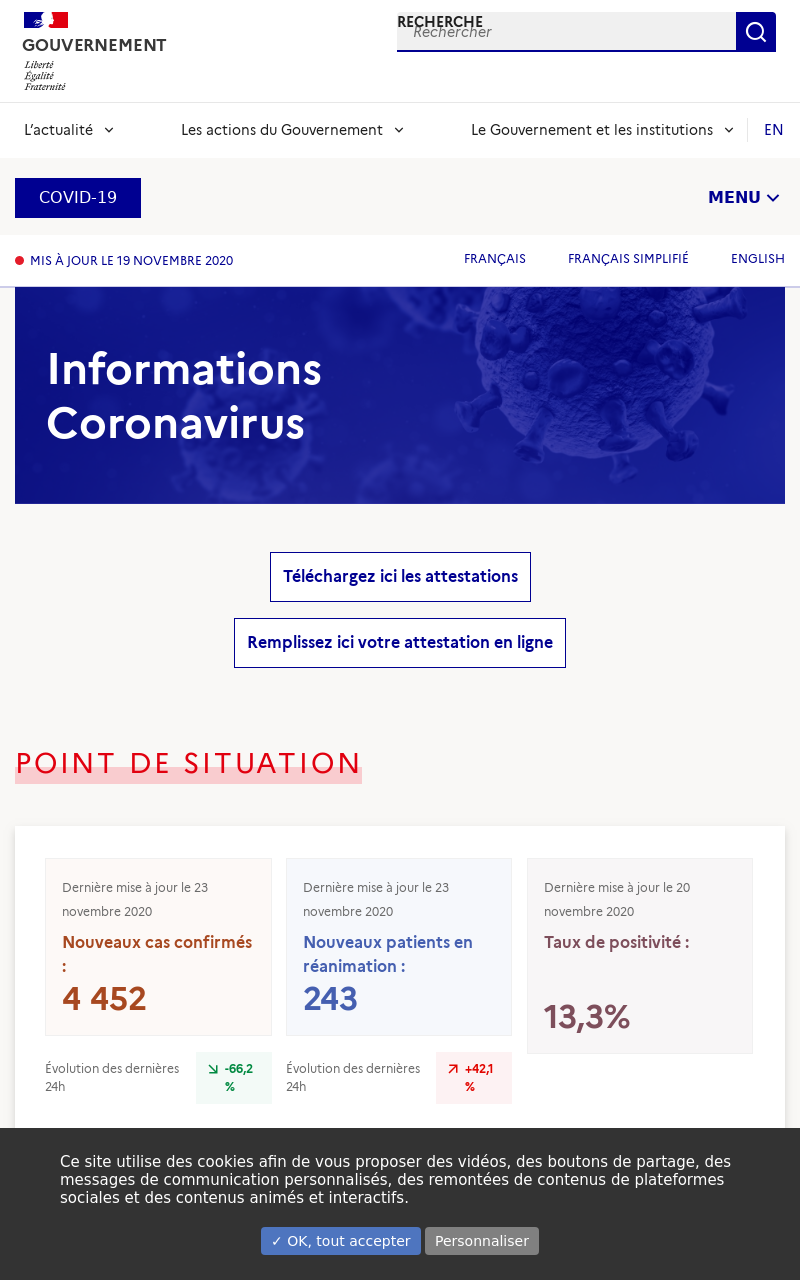 GOUVERNEMENT
Liberté
Égalité
Fraternité
RECHERCHE
Rechercher
L’actualité
Les actions du Gouvernement
Le Gouvernement et les institutions
EN
COVID-19
MENU
MIS À JOUR LE 19 NOVEMBRE 2020
FRANÇAIS
FRANÇAIS SIMPLIFIÉ
ENGLISH
Informations
Coronavirus
Téléchargez ici les attestations
Remplissez ici votre attestation en ligne
POINT DE SITUATION
Dernière mise à jour le 23
novembre 2020
Nouveaux cas confirmés
:
4 452
Évolution des dernières
24h
-66,2
%
Dernière mise à jour le 23
novembre 2020
Nouveaux patients en
réanimation :
243
Évolution des dernières
24h
+42,1
%
Dernière mise à jour le 20
novembre 2020
Taux de positivité :
13,3%
Ce site utilise des cookies afin de vous proposer des vidéos, des boutons de partage, des
messages de communication personnalisés, des remontées de contenus de plateformes
sociales et des contenus animés et interactifs.
✓ OK, tout accepter
Personnaliser